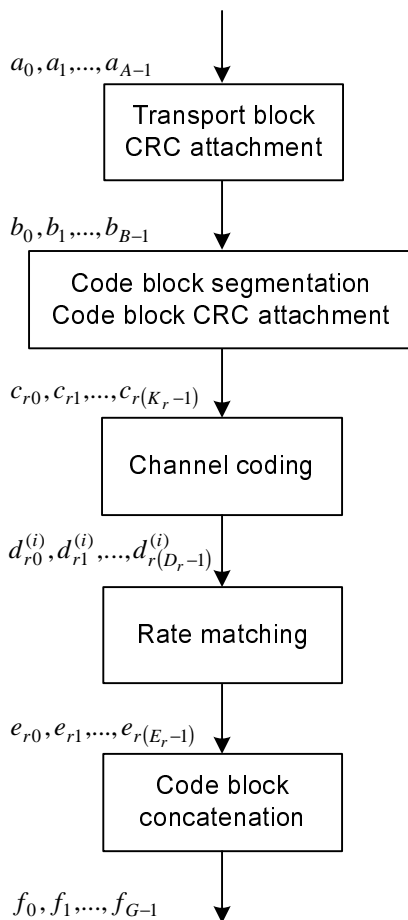 a_0, a_1,..., a_{A-1}
Transport block
CRC attachment
b_0, b_1,..., b_{B-1}
Code block segmentation
Code block CRC attachment
c_{r0}, c_{r1},..., c_{r(K_r-1)}
Channel coding
d_{r0}^{(i)}, d_{r1}^{(i)},..., d_{r(D_r-1)}^{(i)}
Rate matching
e_{r0}, e_{r1},..., e_{r(E_r-1)}
Code block
concatenation
f_0, f_1,..., f_{G-1}